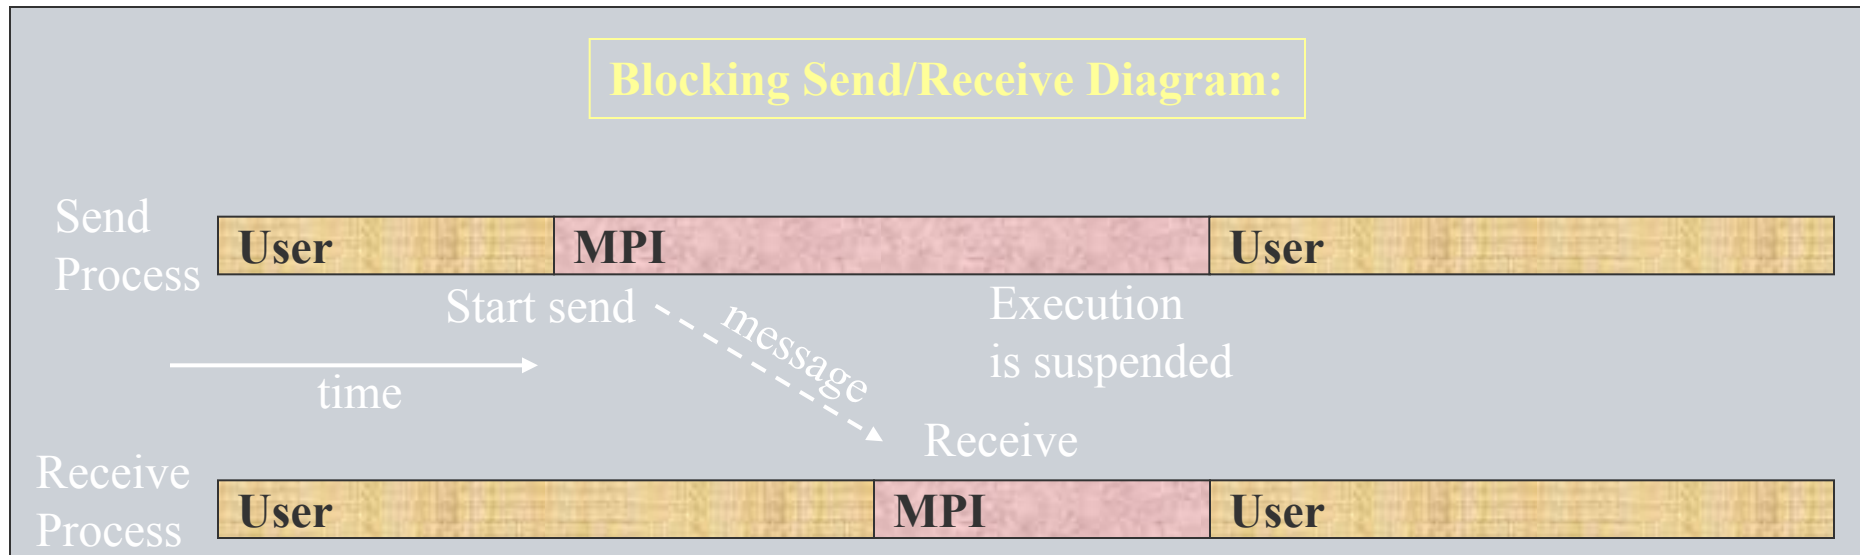 Blocking Send/Receive Diagram:
Send
Process
User
MPI
User
Start send
message
Execution
is suspended
time
Receive
Receive
Process
User
MPI
User